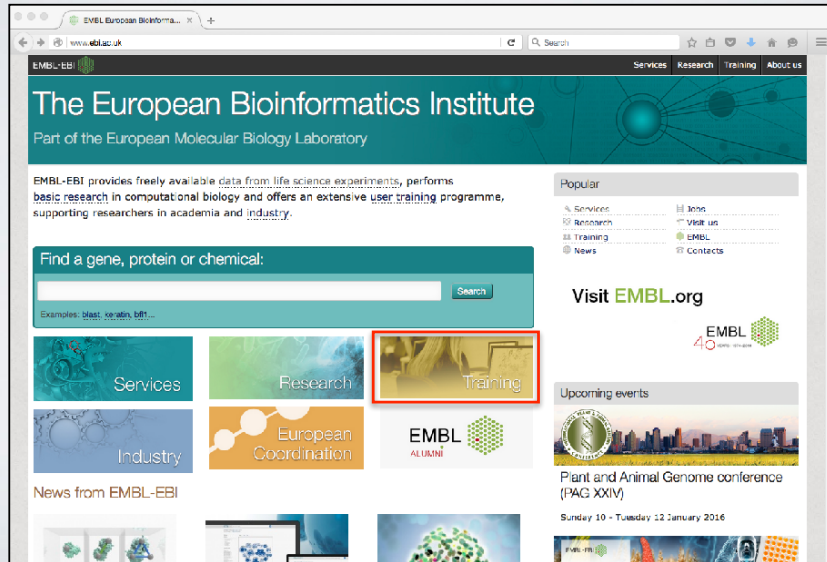 EMBL European Bioinforma... × +
www.ebi.ac.uk
Search
EMBL-EBI
Services Research Training About us
The European Bioinformatics Institute
Part of the European Molecular Biology Laboratory
EMBL-EBI provides freely available data from life science experiments, performs
basic research in computational biology and offers an extensive user training programme,
supporting researchers in academia and industry.
Find a gene, protein or chemical:
Search
Examples: blast, keratin, bfl1...
Services
Research
Training
Industry
European
Coordination
EMBL
ALUMNI
News from EMBL-EBI
Popular
Services
Jobs
Research
Visit us
Training
EMBL
News
Contacts
Visit EMBL.org
EMBL
40
Upcoming events
Plant and Animal Genome conference
(PAG XXIV)
Sunday 10 - Tuesday 12 January 2016
EMBL-EBI